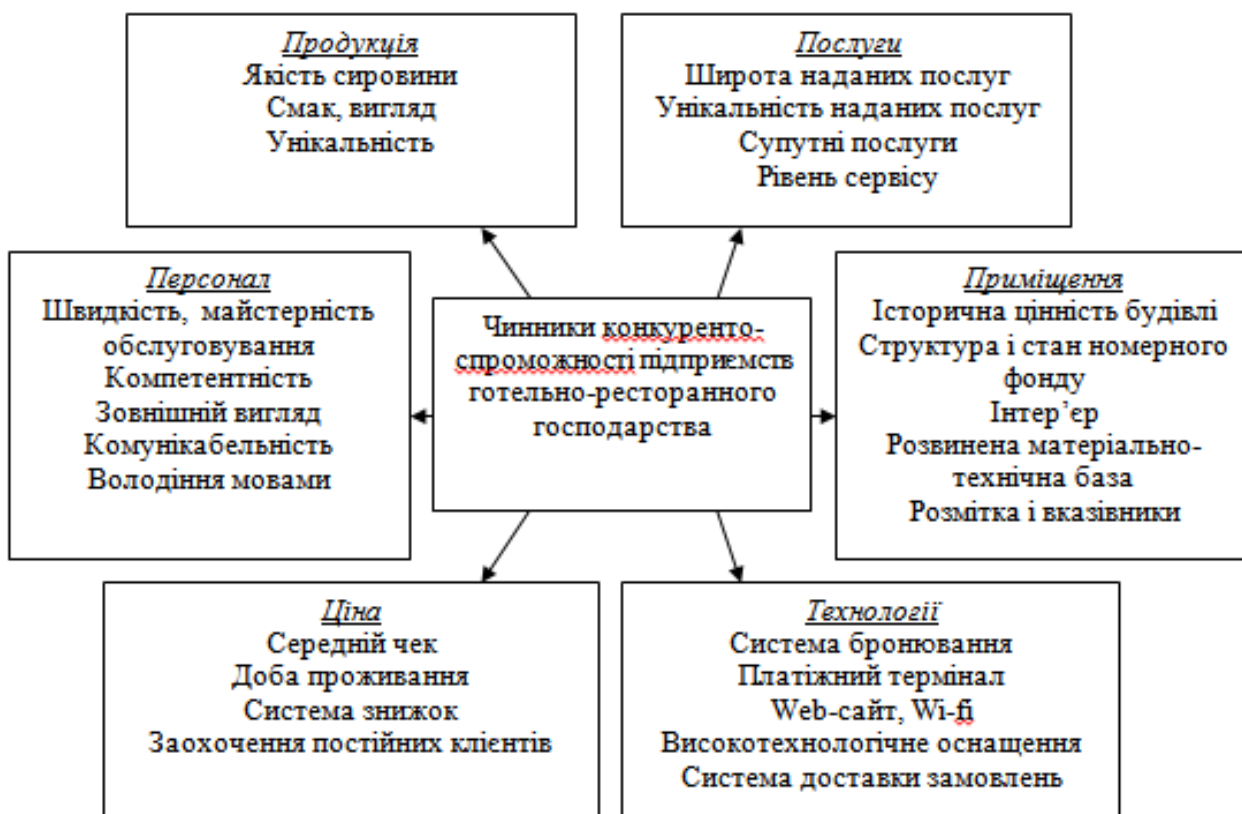 Продукція
Якість сировини
Смак, вигляд
Унікальність
Послуги
Широта наданих послуг
Унікальність наданих послуг
Супутні послуги
Рівень сервісу
Персонал
Швидкість, майстерність
обслуговування
Компетентність
Зовнішній вигляд
Комунікабельність
Володіння мовами
Чинники конкуренто-
спроможності підприємств
готельно-ресторанного
господарства
Приміщення
Історична цінність будівлі
Структура і стан номерного
фонду
Інтер’єр
Розвинена матеріально-
технічна база
Розмітка і вказівники
Ціна
Середній чек
Доба проживання
Система знижок
Заохочення постійних клієнтів
Технології
Система бронювання
Платіжний термінал
Web-сайт, Wi-fi
Високотехнологічне оснащення
Система доставки замовлень